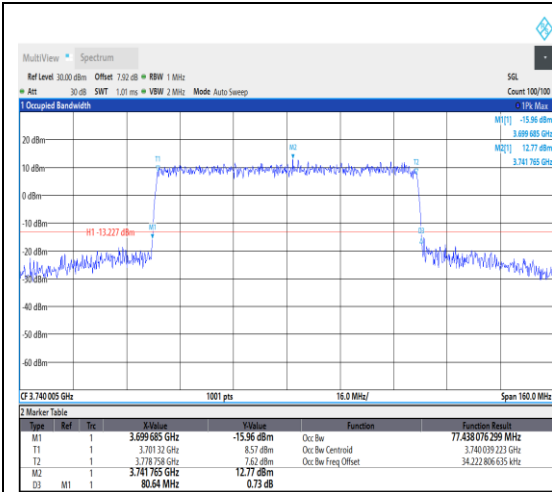 MultiView Spectrum
Ref Level 30.00 dBm Offset 7.92 dB RBW 1 MHz SGL
Att 30 dB SWT 1.01 ms VBW 2 MHz Mode Auto Sweep Count 100/100
1 Occupied Bandwidth 1Pk Max
M1[1] -15.96 dBm
3.699 685 GHz
M2[1] 12.77 dBm
3.741 765 GHz
20 dBm
M2
T1 T2
10 dBm
0 dBm
-10 dBm
H1 -13.227 dBm
M1
D3
-20 dBm
-30 dBm
-40 dBm
-50 dBm
-60 dBm
CF 3.740 005 GHz 1001 pts 16.0 MHz/ Span 160.0 MHz
2 Marker Table
Type Ref Trc X-Value Y-Value Function Function Result
M1 1 3.699 685 GHz -15.96 dBm Occ Bw 77.438 076 299 MHz
T1 1 3.701 32 GHz 8.57 dBm Occ Bw Centroid 3.740 039 223 GHz
T2 1 3.778 758 GHz 7.62 dBm Occ Bw Freq Offset 34.222 806 635 kHz
M2 1 3.741 765 GHz 12.77 dBm
D3 M1 1 80.64 MHz 0.73 dB